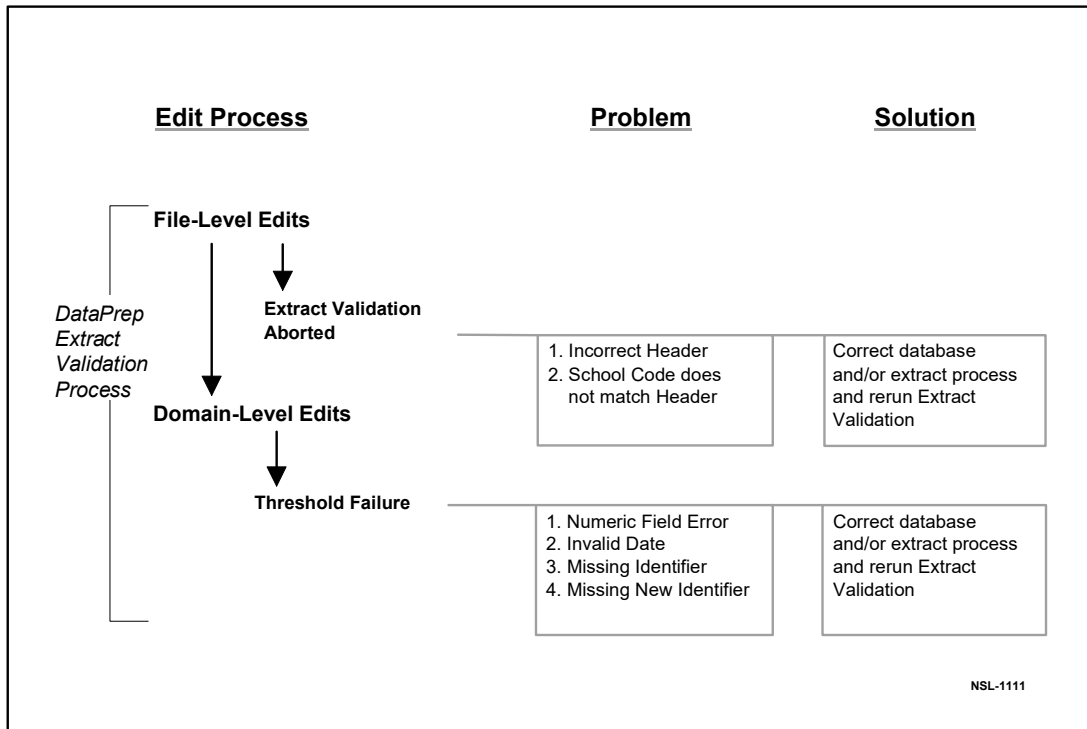 Edit Process
Problem
Solution
File-Level Edits
DataPrep
Extract
Validation
Process
Extract Validation
Aborted
1. Incorrect Header
2. School Code does
not match Header
Correct database
and/or extract process
and rerun Extract
Validation
Domain-Level Edits
Threshold Failure
1. Numeric Field Error
2. Invalid Date
3. Missing Identifier
4. Missing New Identifier
Correct database
and/or extract process
and rerun Extract
Validation
NSL-1111